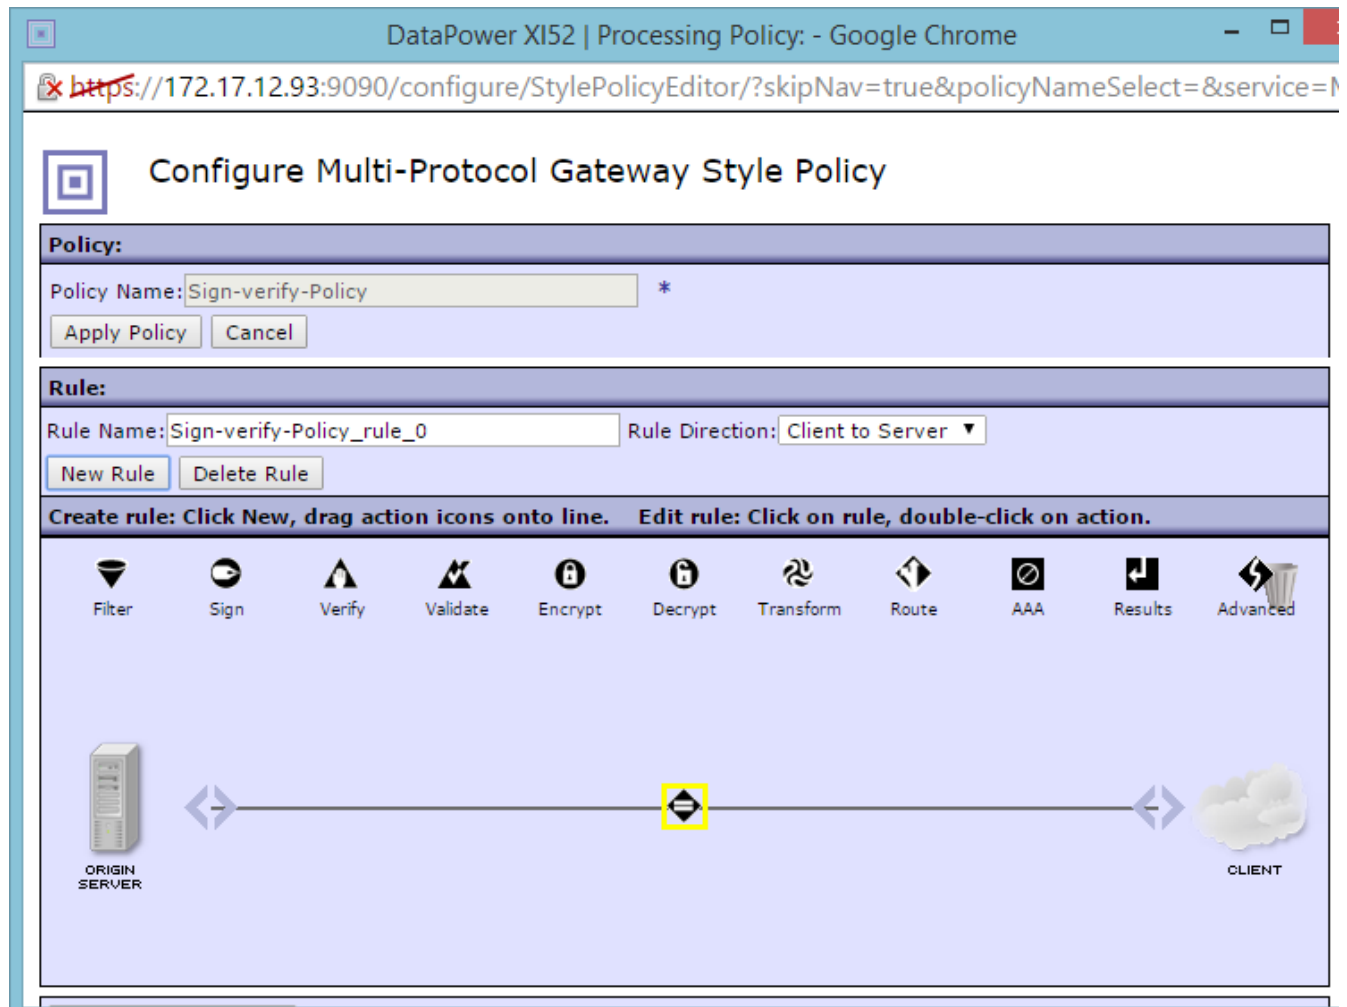 DataPower XI52 | Processing Policy: - Google Chrome
https://172.17.12.93:9090/configure/StylePolicyEditor/?skipNav=true&policyNameSelect=&service=
Configure Multi-Protocol Gateway Style Policy
Policy:
Policy Name: Sign-verify-Policy *
Apply Policy Cancel
Rule:
Rule Name: Sign-verify-Policy_rule_0 Rule Direction: Client to Server
New Rule Delete Rule
Create rule: Click New, drag action icons onto line. Edit rule: Click on rule, double-click on action.
Filter Sign Verify Validate Encrypt Decrypt Transform Route AAA Results Advanced
ORIGIN
SERVER
CLIENT